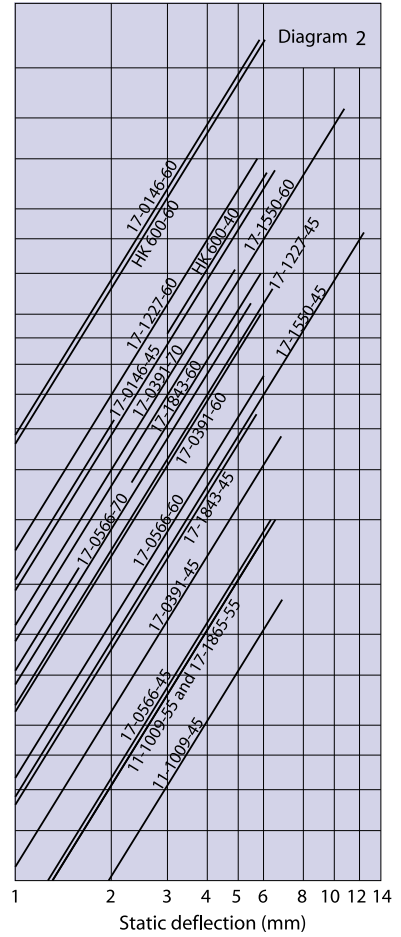 Diagram 2
17-0146-60
HK 600-60
HK 600-40
17-1550-60
17-1227-45
17-1227-60
17-1550-45
17-0146-45
17-0391-70
17-1843-60
17-0391-60
17-0566-70
17-0566-60
17-1843-45
17-0391-45
17-0566-45
11-1009-55 and 17-1865-55
11-1009-45
1 2 3 4 5 6 8 10 12 14
Static deflection (mm)